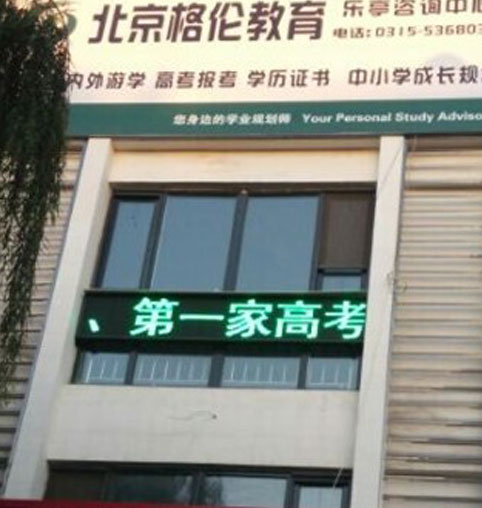 北京格伦教育
乐亭咨询中心
电话:0315-536803
内外游学 高考报考 学历证书 中小学成长规
您身边的学业规划师 Your Personal Study Adviso
、第一家高考